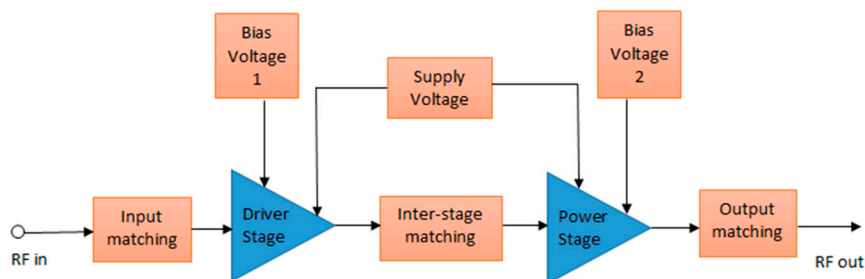 Bias
Voltage
1
Supply
Voltage
Bias
Voltage
2
RF in
Input
matching
Driver
Stage
Inter-stage
matching
Power
Stage
Output
matching
RF out